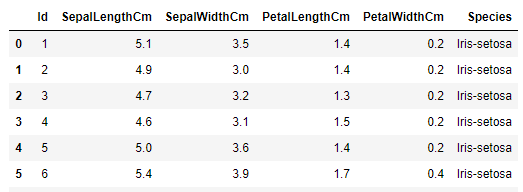 Id SepalLengthCm SepalWidthCm PetalLengthCm PetalWidthCm Species
0 1 5.1 3.5 1.4 0.2 Iris-setosa
1 2 4.9 3.0 1.4 0.2 Iris-setosa
2 3 4.7 3.2 1.3 0.2 Iris-setosa
3 4 4.6 3.1 1.5 0.2 Iris-setosa
4 5 5.0 3.6 1.4 0.2 Iris-setosa
5 6 5.4 3.9 1.7 0.4 Iris-setosa